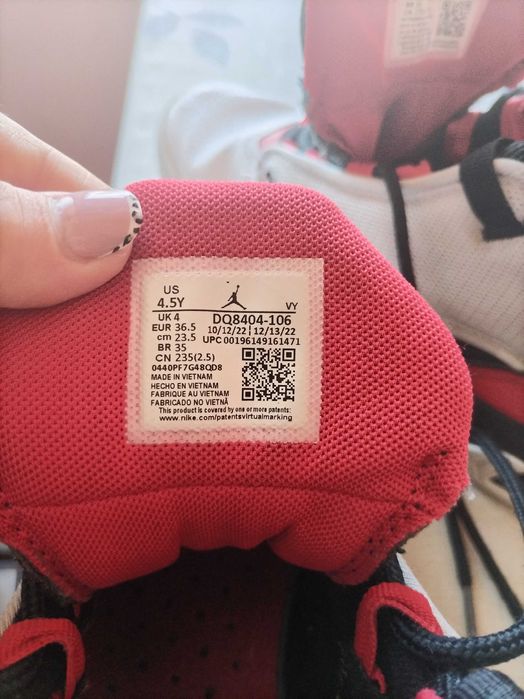 US
4.5Y
VY
UK 4
DQ8404-106
EUR 36.5
10/12/22 12/13/22
cm 23.5
UPC 00196149161471
BR 35
CN 235(2.5)
0440PF7G48QD8
MADE IN VIETNAM
HECHO EN VIETNAM
FABRIQUE AU VIETNAM
FABRICADO NO VIETNÃ
This product is covered by one or more patents:
www.nike.com/patentsvirtualmarking